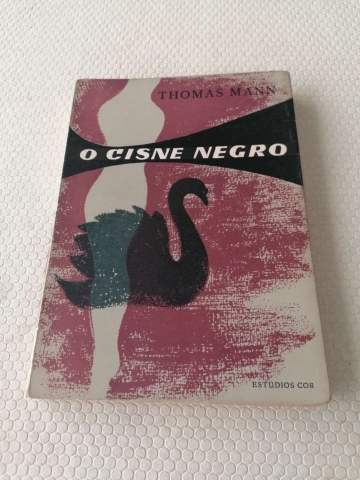 THOMAS MANN
O CISNE NEGRO
ESTÚDIOS COR